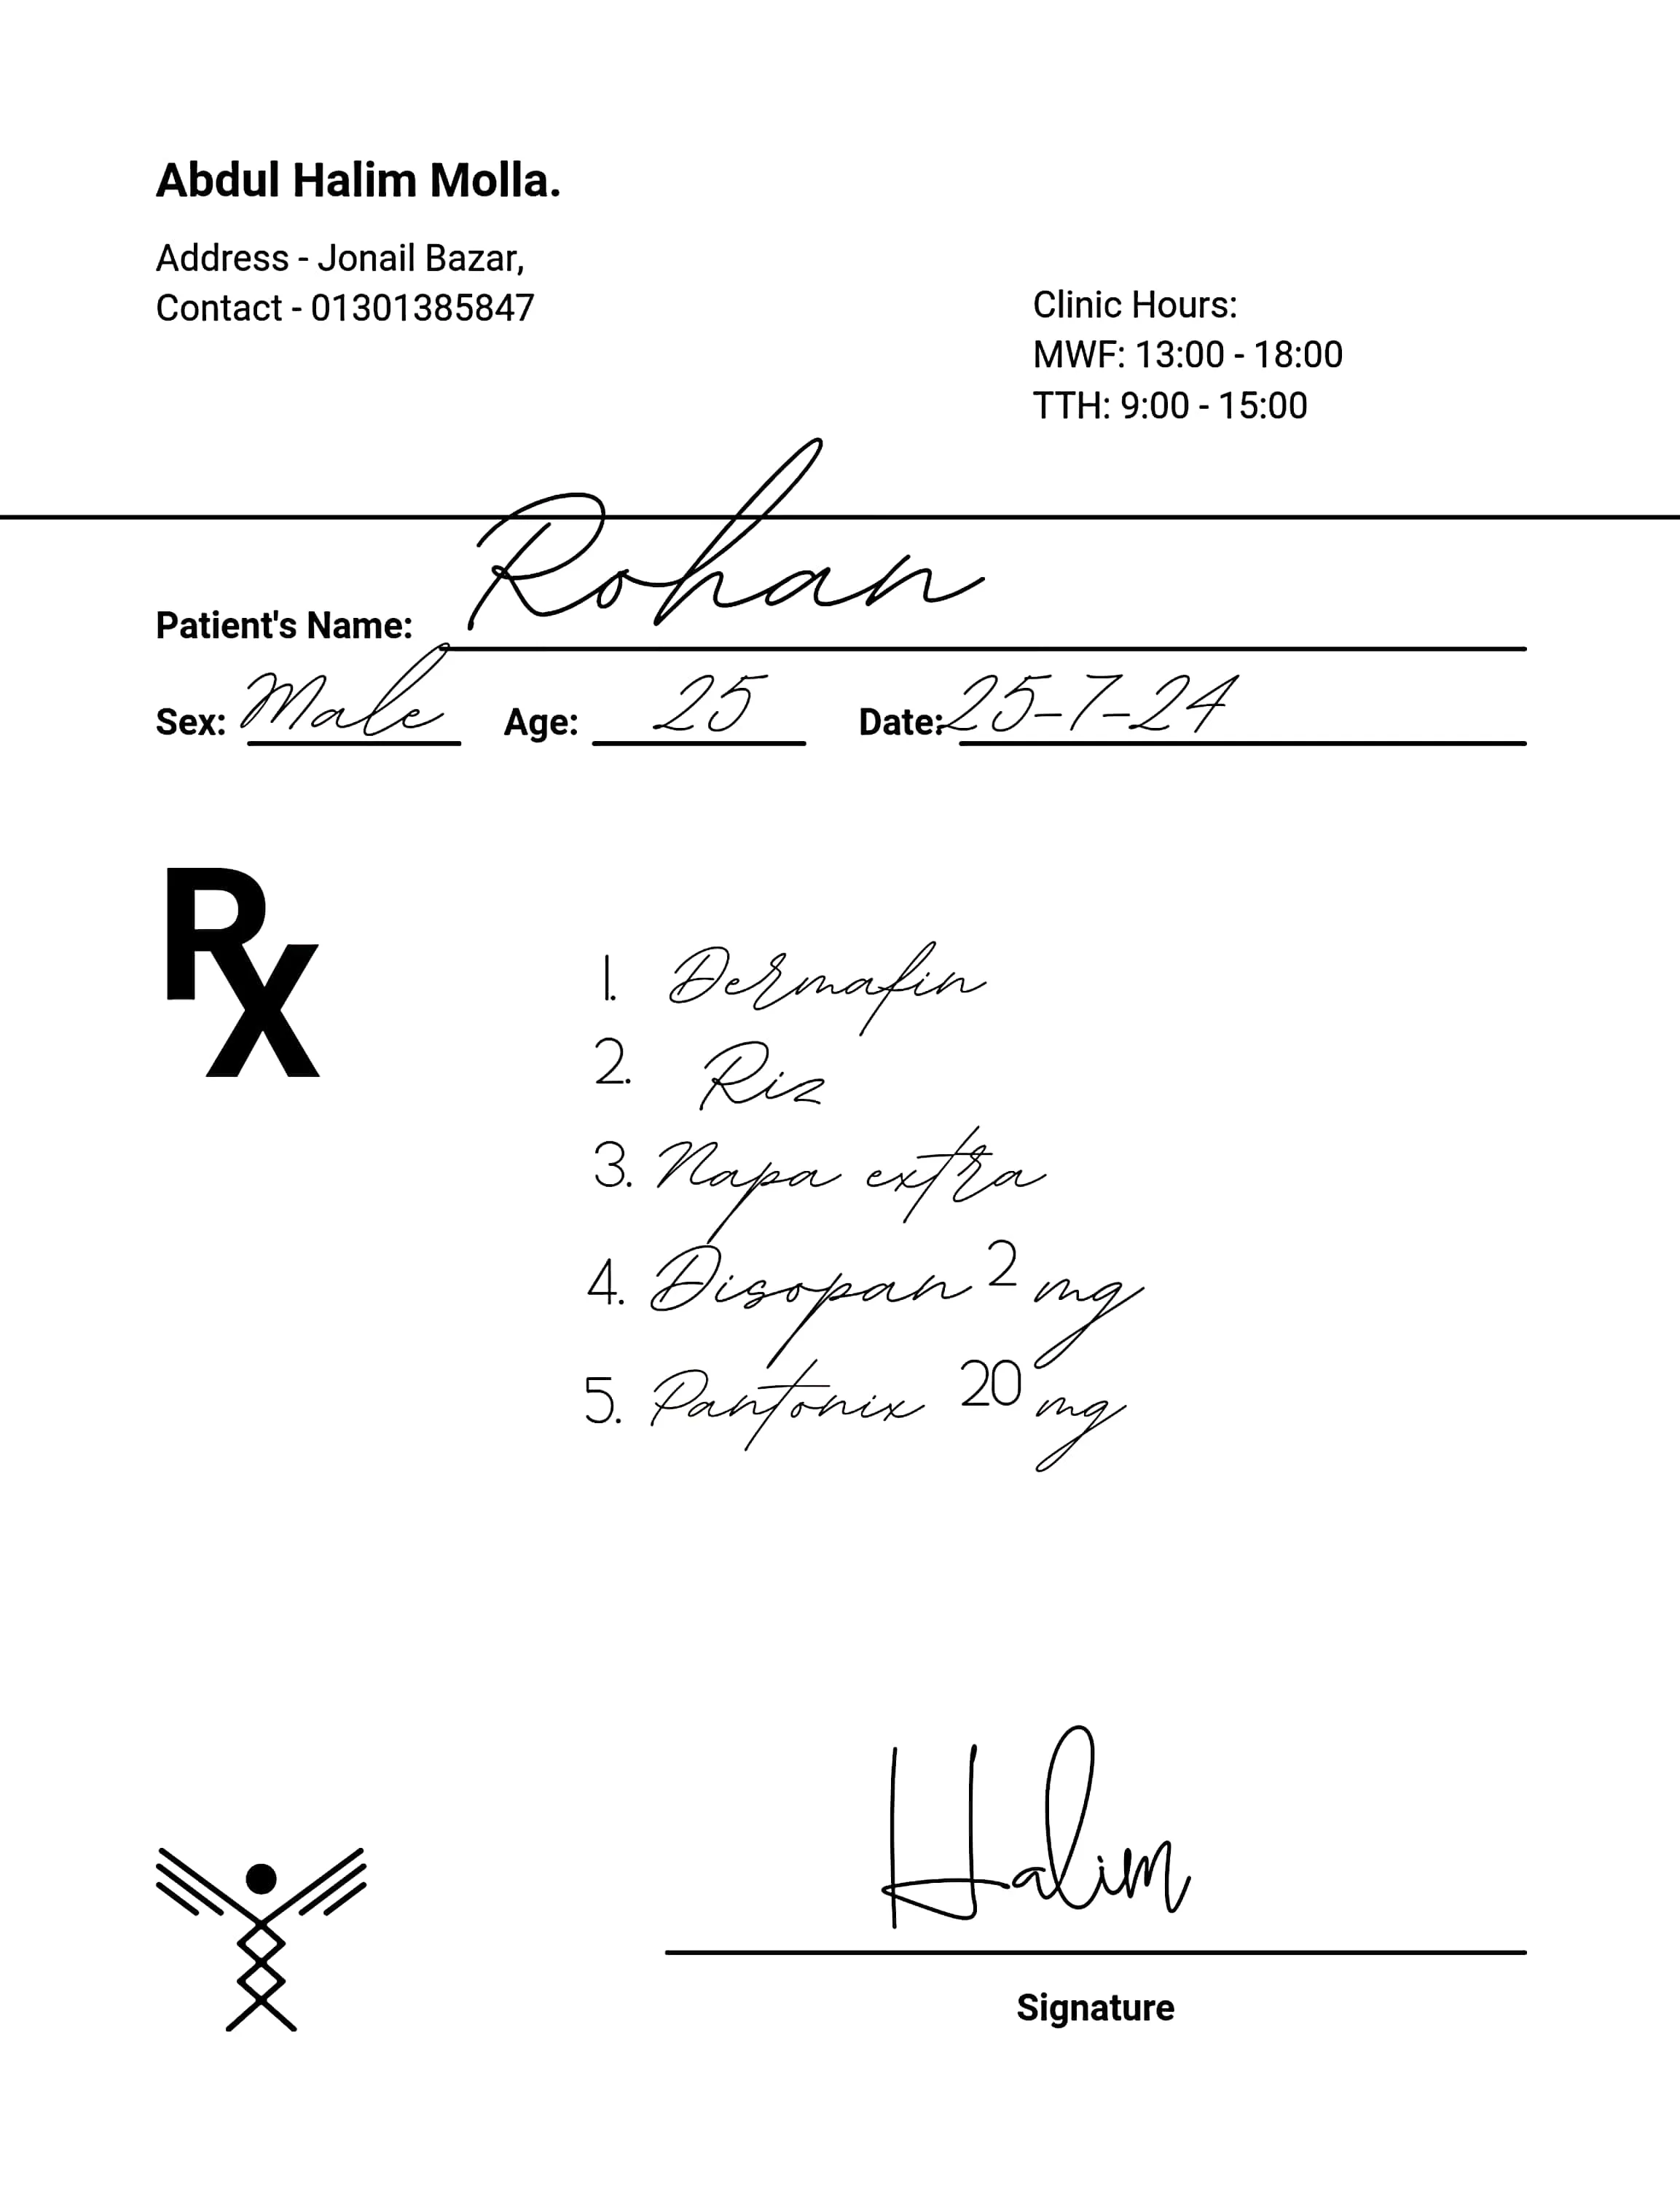 Abdul Halim Molla.
Address - Jonail Bazar,
Contact - 01301385847
Clinic Hours:
MWF: 13:00 - 18:00
TTH: 9:00 - 15:00
Patient's Name: Rohan
Sex: Male Age: 25 Date: 25-7-24
Rx
1. Dermafin
2. Riz
3. Napa extra
4. Disopan 2 mg
5. Pantonix 20 mg
Halim
Signature